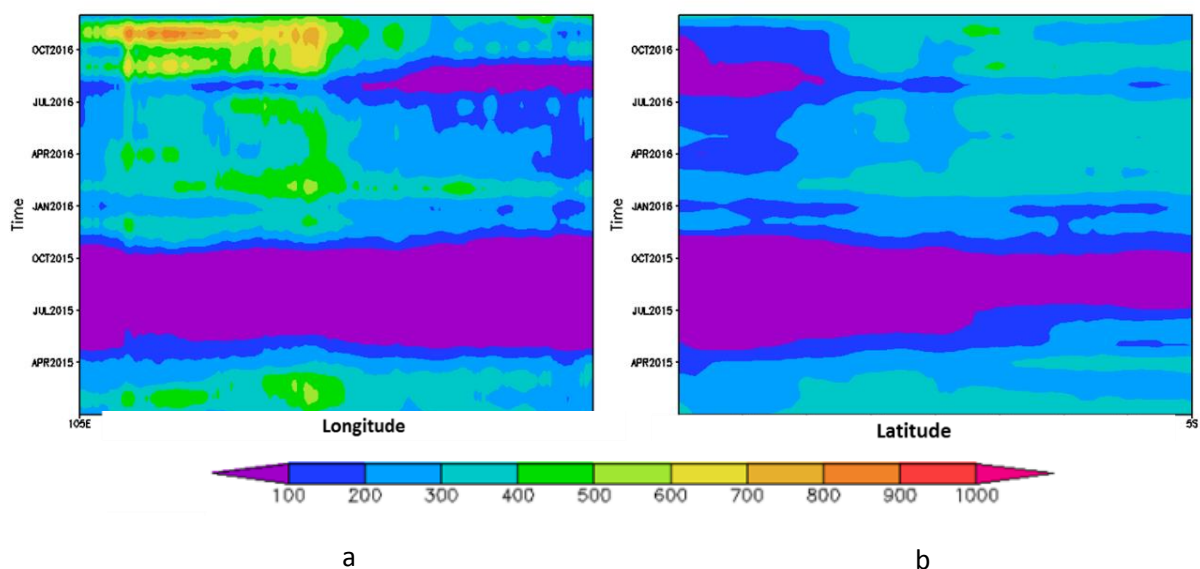 OCT2016
JUL2016
APR2016
JAN2016
OCT2015
JUL2015
APR2015
Time
105E
Longitude
OCT2016
JUL2016
APR2016
JAN2016
OCT2015
JUL2015
APR2015
Time
5S
Latitude
100 200 300 400 500 600 700 800 900 1000
a b